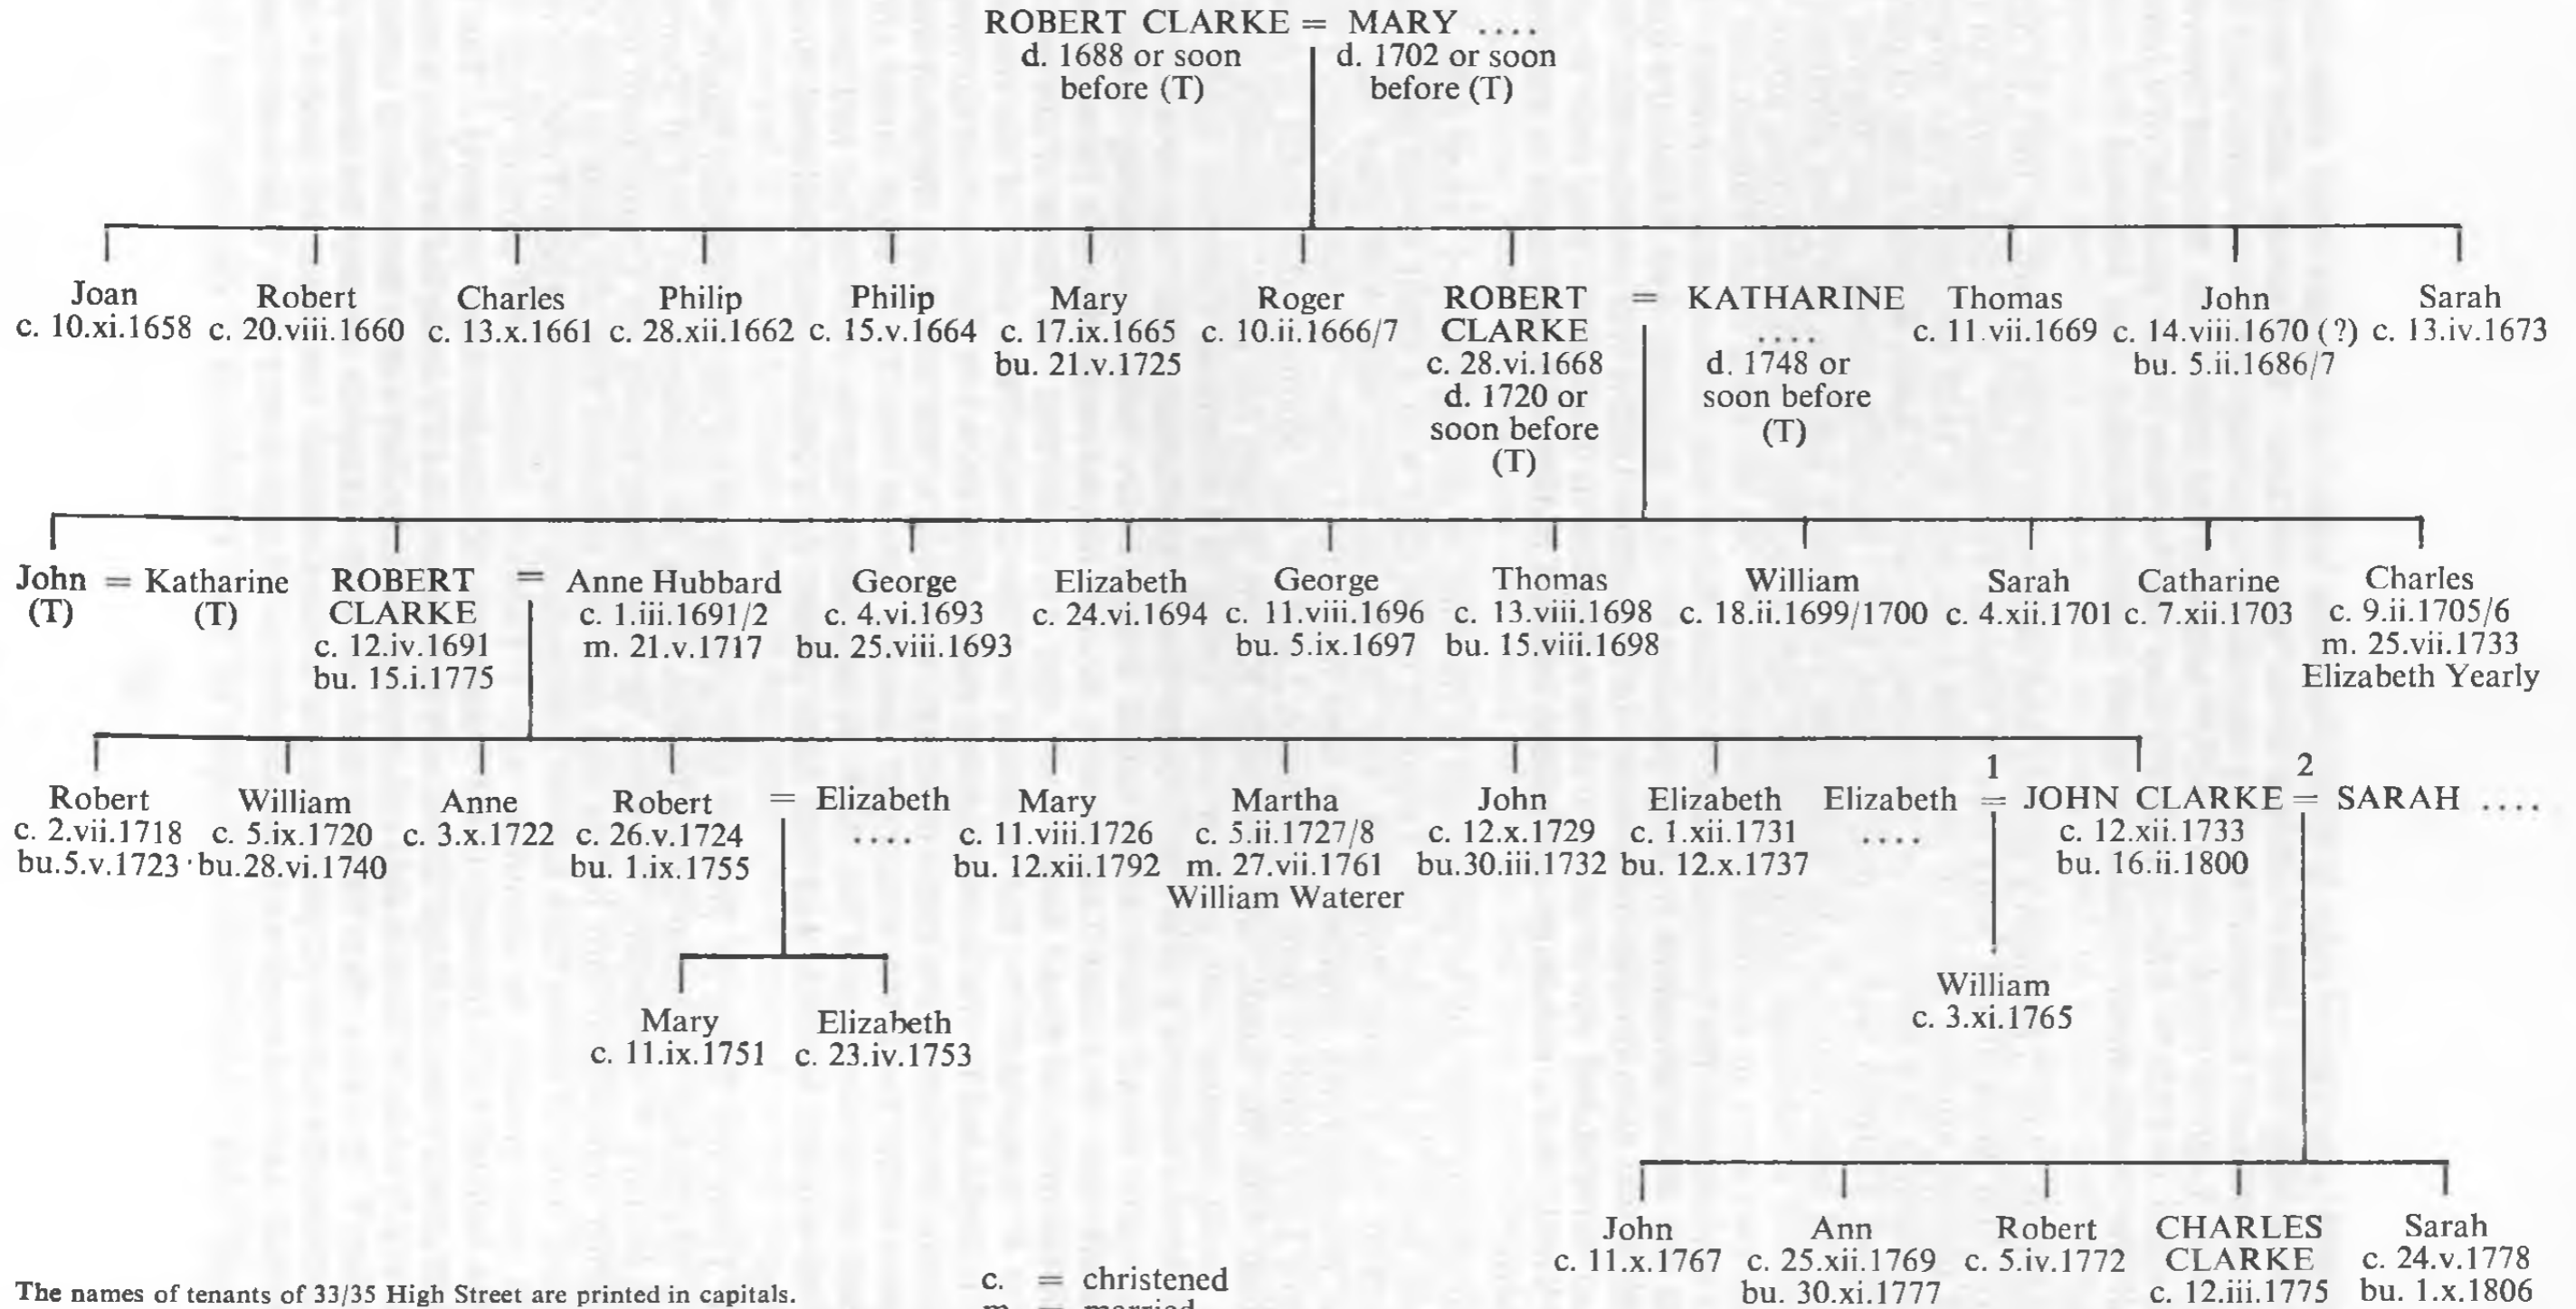 ROBERT CLARKE = MARY ....
d. 1688 or soon before (T)
d. 1702 or soon before (T)
Joan
c. 10.xi.1658
Robert
c. 20.viii.1660
Charles
c. 13.x.1661
Philip
c. 28.xii.1662
Philip
c. 15.v.1664
Mary
c. 17.ix.1665
bu. 21.v.1725
Roger
c. 10.ii.1666/7
ROBERT
CLARKE
c. 28.vi.1668
d. 1720 or
soon before
(T)
=
KATHARINE
....
d. 1748 or
soon before
(T)
Thomas
c. 11.vii.1669
John
c. 14.viii.1670 (?)
bu. 5.ii.1686/7
Sarah
c. 13.iv.1673
John
(T)
=
Katharine
(T)
ROBERT
CLARKE
c. 12.iv.1691
bu. 15.i.1775
=
Anne Hubbard
c. 1.iii.1691/2
m. 21.v.1717
George
c. 4.vi.1693
bu. 25.viii.1693
Elizabeth
c. 24.vi.1694
George
c. 11.viii.1696
bu. 5.ix.1697
Thomas
c. 13.viii.1698
bu. 15.viii.1698
William
c. 18.ii.1699/1700
Sarah
c. 4.xii.1701
Catharine
c. 7.xii.1703
Charles
c. 9.ii.1705/6
m. 25.vii.1733
Elizabeth Yearly
Robert
c. 2.vii.1718
bu.5.v.1723
William
c. 5.ix.1720
bu.28.vi.1740
Anne
c. 3.x.1722
Robert
c. 26.v.1724
bu. 1.ix.1755
=
Elizabeth
....
Mary
c. 11.viii.1726
bu. 12.xii.1792
Martha
c. 5.ii.1727/8
m. 27.vii.1761
William Waterer
John
c. 12.x.1729
bu.30.iii.1732
Elizabeth
c. 1.xii.1731
bu. 12.x.1737
Elizabeth
....
1
=
JOHN CLARKE
c. 12.xii.1733
bu. 16.ii.1800
2
=
SARAH ....
Mary
c. 11.ix.1751
Elizabeth
c. 23.iv.1753
William
c. 3.xi.1765
John
c. 11.x.1767
Ann
c. 25.xii.1769
bu. 30.xi.1777
Robert
c. 5.iv.1772
CHARLES
CLARKE
c. 12.iii.1775
Sarah
c. 24.v.1778
bu. 1.x.1806
The names of tenants of 33/35 High Street are printed in capitals.
c. = christened
m. = married